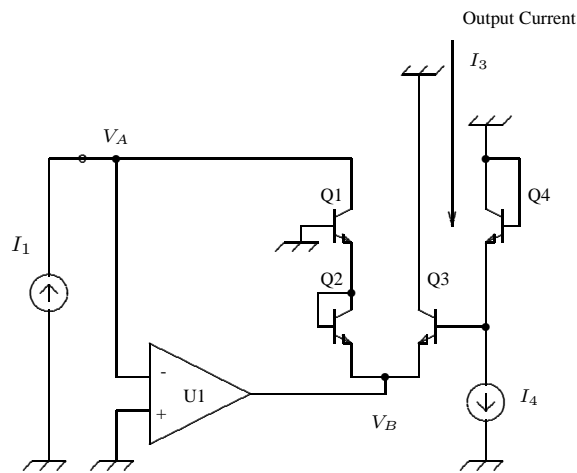 Output Current
I3
VA
Q1
Q4
I1
Q2
Q3
-
U1
+
I4
VB